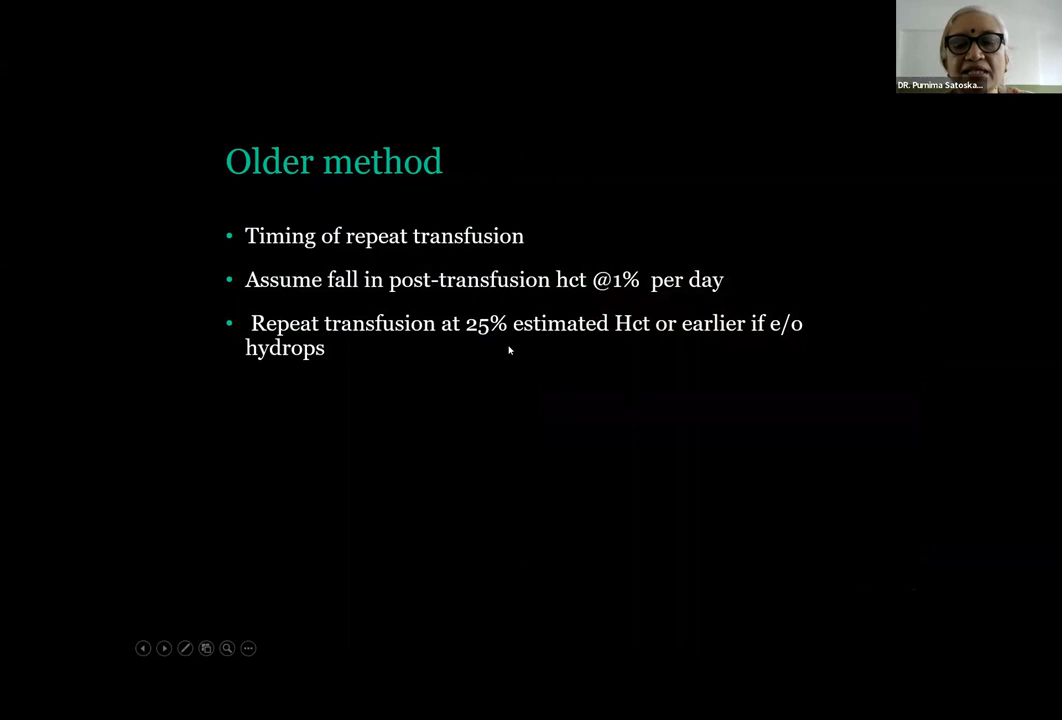 DR. Purnima Satoska...
Older method
• Timing of repeat transfusion
• Assume fall in post-transfusion hct @1% per day
• Repeat transfusion at 25% estimated Hct or earlier if e/o
hydrops